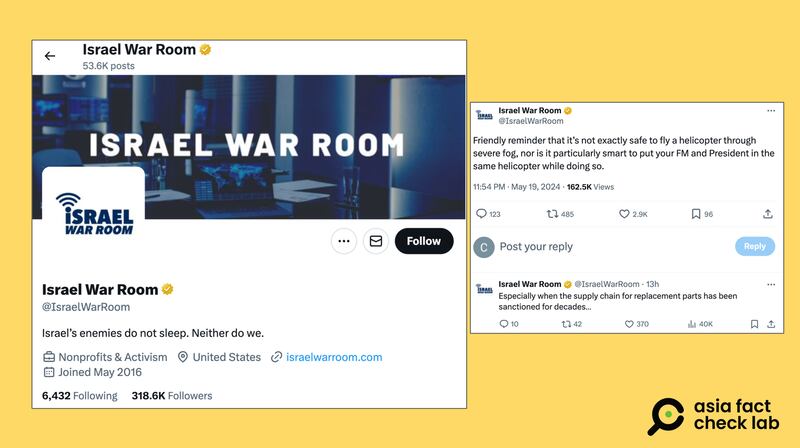 Israel War Room
53.6K posts
ISRAEL WAR ROOM
iSRAEL
WAR ROOM
Follow
Israel War Room
@IsraelWarRoom
Israel's enemies do not sleep. Neither do we.
Nonprofits & Activism United States israelwarroom.com
Joined May 2016
6,432 Following 318.6K Followers
iSRAEL
WAR ROOM
Israel War Room
@IsraelWarRoom
Friendly reminder that it's not exactly safe to fly a helicopter through
severe fog, nor is it particularly smart to put your FM and President in the
same helicopter while doing so.
11:54 PM · May 19, 2024 · 162.5K Views
123 485 2.9K 96
C Post your reply Reply
iSRAEL
WAR ROOM
Israel War Room @IsraelWarRoom · 13h
Especially when the supply chain for replacement parts has been
sanctioned for decades...
10 42 370 40K
asia fact
check lab